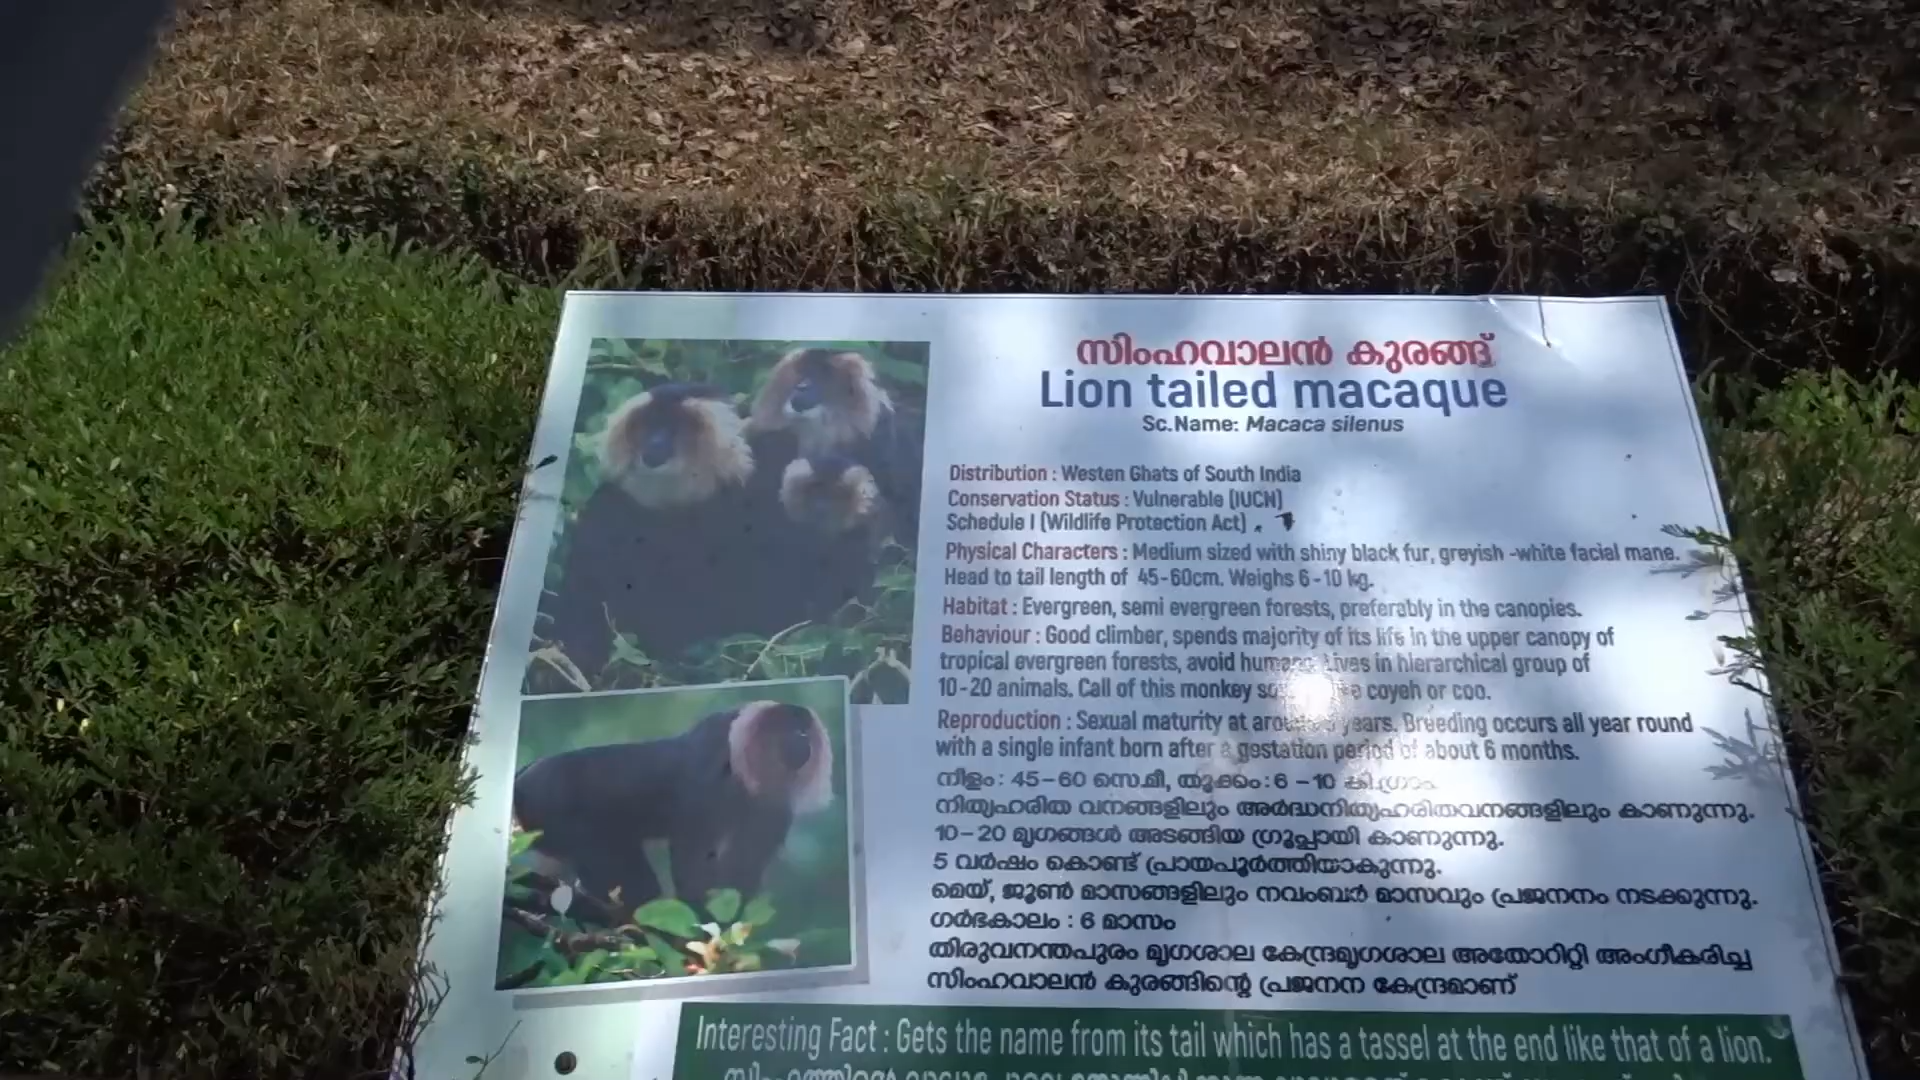 സിംഹവാലൻ കുരങ്ങ്
Lion tailed macaque
Sc.Name: Macaca silenus
Distribution : Westen Ghats of South India
Conservation Status : Vulnerable (IUCN)
Schedule I (Wildlife Protection Act) .
Physical Characters : Medium sized with shiny black fur, greyish -white facial mane.
Head to tail length of 45-60cm. Weighs 6-10 kg.
Habitat : Evergreen, semi evergreen forests, preferably in the canopies.
Behaviour : Good climber, spends majority of its life in the upper canopy of
tropical evergreen forests, avoid humans. Lives in hierarchical group of
10-20 animals. Call of this monkey coyeh or coo.
Reproduction : Sexual maturity at around years. Breeding occurs all year round
with a single infant born after a gestation period of about 6 months.
നീളം : 45-60 സെ.മീ, തൂക്കം : 6 -10 കി.ഗ്രാം.
നിത്യഹരിത വനങ്ങളിലും അർദ്ധനിത്യഹരിതവനങ്ങളിലും കാണുന്നു.
10-20 മൃഗങ്ങൾ അടങ്ങിയ ഗ്രൂപ്പായി കാണുന്നു.
5 വർഷം കൊണ്ട് പ്രായപൂർത്തിയാകുന്നു.
മെയ്, ജൂൺ മാസങ്ങളിലും നവംബർ മാസവും പ്രജനനം നടക്കുന്നു.
ഗർഭകാലം : 6 മാസം
തിരുവനന്തപുരം മൃഗശാല കേന്ദ്രമൃഗശാല അതോറിറ്റി അംഗീകരിച്ച
സിംഹവാലൻ കുരങ്ങിന്റെ പ്രജനന കേന്ദ്രമാണ്
Interesting Fact : Gets the name from its tail which has a tassel at the end like that of a lion.